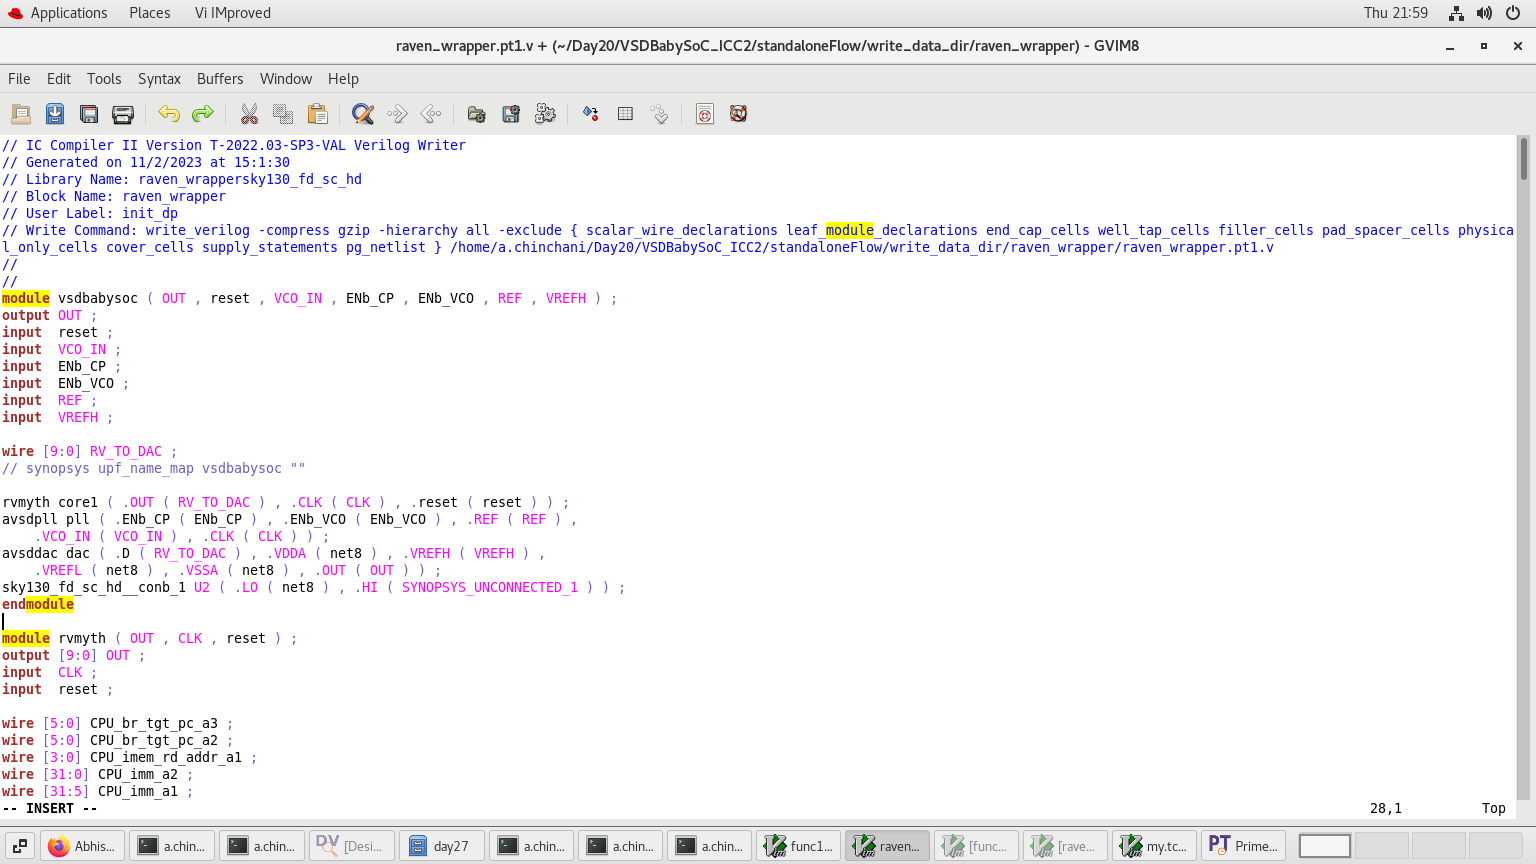 Applications Places Vi IMproved Thu 21:59
raven_wrapper.pt1.v + (~/Day20/VSDBabySoC_ICC2/standaloneFlow/write_data_dir/raven_wrapper) - GVIM8
File Edit Tools Syntax Buffers Window Help
// IC Compiler II Version T-2022.03-SP3-VAL Verilog Writer
// Generated on 11/2/2023 at 15:1:30
// Library Name: raven_wrappersky130_fd_sc_hd
// Block Name: raven_wrapper
// User Label: init_dp
// Write Command: write_verilog -compress gzip -hierarchy all -exclude { scalar_wire_declarations leaf_module_declarations end_cap_cells well_tap_cells filler_cells pad_spacer_cells physica
l_only_cells cover_cells supply_statements pg_netlist } /home/a.chinchani/Day20/VSDBabySoC_ICC2/standaloneFlow/write_data_dir/raven_wrapper/raven_wrapper.pt1.v
//
//
module vsdbabysoc ( OUT , reset , VCO_IN , ENb_CP , ENb_VCO , REF , VREFH ) ;
output OUT ;
input  reset ;
input  VCO_IN ;
input  ENb_CP ;
input  ENb_VCO ;
input  REF ;
input  VREFH ;
wire [9:0] RV_TO_DAC ;
// synopsys upf_name_map vsdbabysoc ""
rvmyth core1 ( .OUT ( RV_TO_DAC ) , .CLK ( CLK ) , .reset ( reset ) ) ;
avsdpll pll ( .ENb_CP ( ENb_CP ) , .ENb_VCO ( ENb_VCO ) , .REF ( REF ) ,
    .VCO_IN ( VCO_IN ) , .CLK ( CLK ) ) ;
avsddac dac ( .D ( RV_TO_DAC ) , .VDDA ( net8 ) , .VREFH ( VREFH ) ,
    .VREFL ( net8 ) , .VSSA ( net8 ) , .OUT ( OUT ) ) ;
sky130_fd_sc_hd__conb_1 U2 ( .LO ( net8 ) , .HI ( SYNOPSYS_UNCONNECTED_1 ) ) ;
endmodule
module rvmyth ( OUT , CLK , reset ) ;
output [9:0] OUT ;
input  CLK ;
input  reset ;
wire [5:0] CPU_br_tgt_pc_a3 ;
wire [5:0] CPU_br_tgt_pc_a2 ;
wire [3:0] CPU_imem_rd_addr_a1 ;
wire [31:0] CPU_imm_a2 ;
wire [31:5] CPU_imm_a1 ;
-- INSERT -- 28,1 Top
Abhis... a.chin... a.chin... DV [Desi... day27 a.chin... a.chin... a.chin... func1... raven... [func... [rave... my.tc... PT Prime...